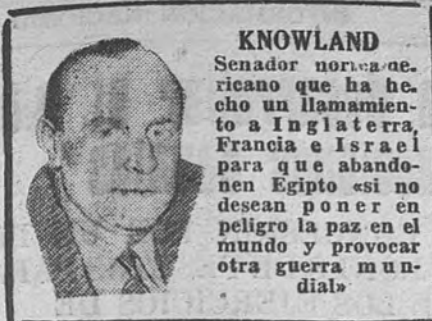 KNOWLAND
Senador norteame-
ricano que ha he-
cho un llamamien-
to a Inglaterra,
Francia e Israel
para que abando-
nen Egipto «si no
desean poner en
peligro la paz en el
mundo y provocar
otra guerra mun-
dial»